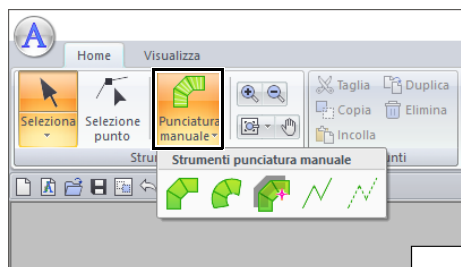 A
Home Visualizza
Taglia Duplica
Seleziona Selezione punto Punciatura manuale Copia Elimina
Incolla
Stru nti
Strumenti punciatura manuale